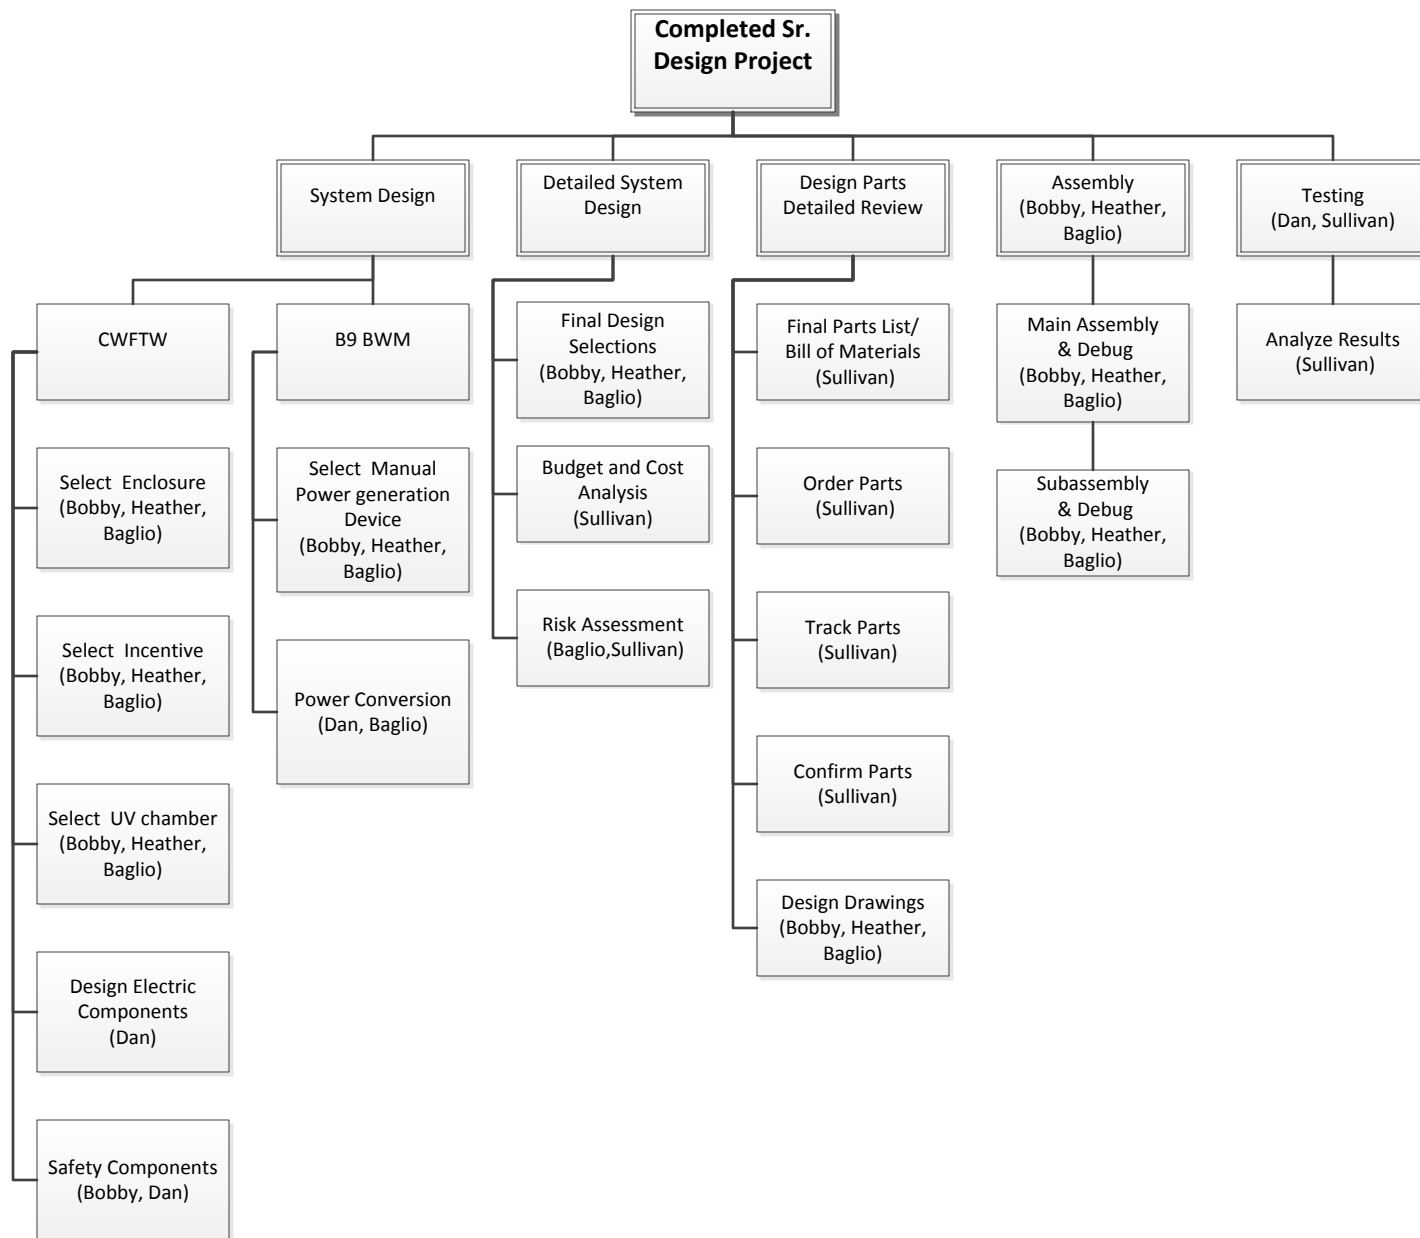 Completed Sr.
Design Project
System Design
Detailed System
Design
Design Parts
Detailed Review
Assembly
(Bobby, Heather,
Baglio)
Testing
(Dan, Sullivan)
CWFTW
Select Enclosure
(Bobby, Heather,
Baglio)
Select Incentive
(Bobby, Heather,
Baglio)
Select UV chamber
(Bobby, Heather,
Baglio)
Design Electric
Components
(Dan)
Safety Components
(Bobby, Dan)
B9 BWM
Select Manual
Power generation
Device
(Bobby, Heather,
Baglio)
Power Conversion
(Dan, Baglio)
Final Design
Selections
(Bobby, Heather,
Baglio)
Budget and Cost
Analysis
(Sullivan)
Risk Assessment
(Baglio,Sullivan)
Final Parts List/
Bill of Materials
(Sullivan)
Order Parts
(Sullivan)
Track Parts
(Sullivan)
Confirm Parts
(Sullivan)
Design Drawings
(Bobby, Heather,
Baglio)
Main Assembly
& Debug
(Bobby, Heather,
Baglio)
Subassembly
& Debug
(Bobby, Heather,
Baglio)
Analyze Results
(Sullivan)